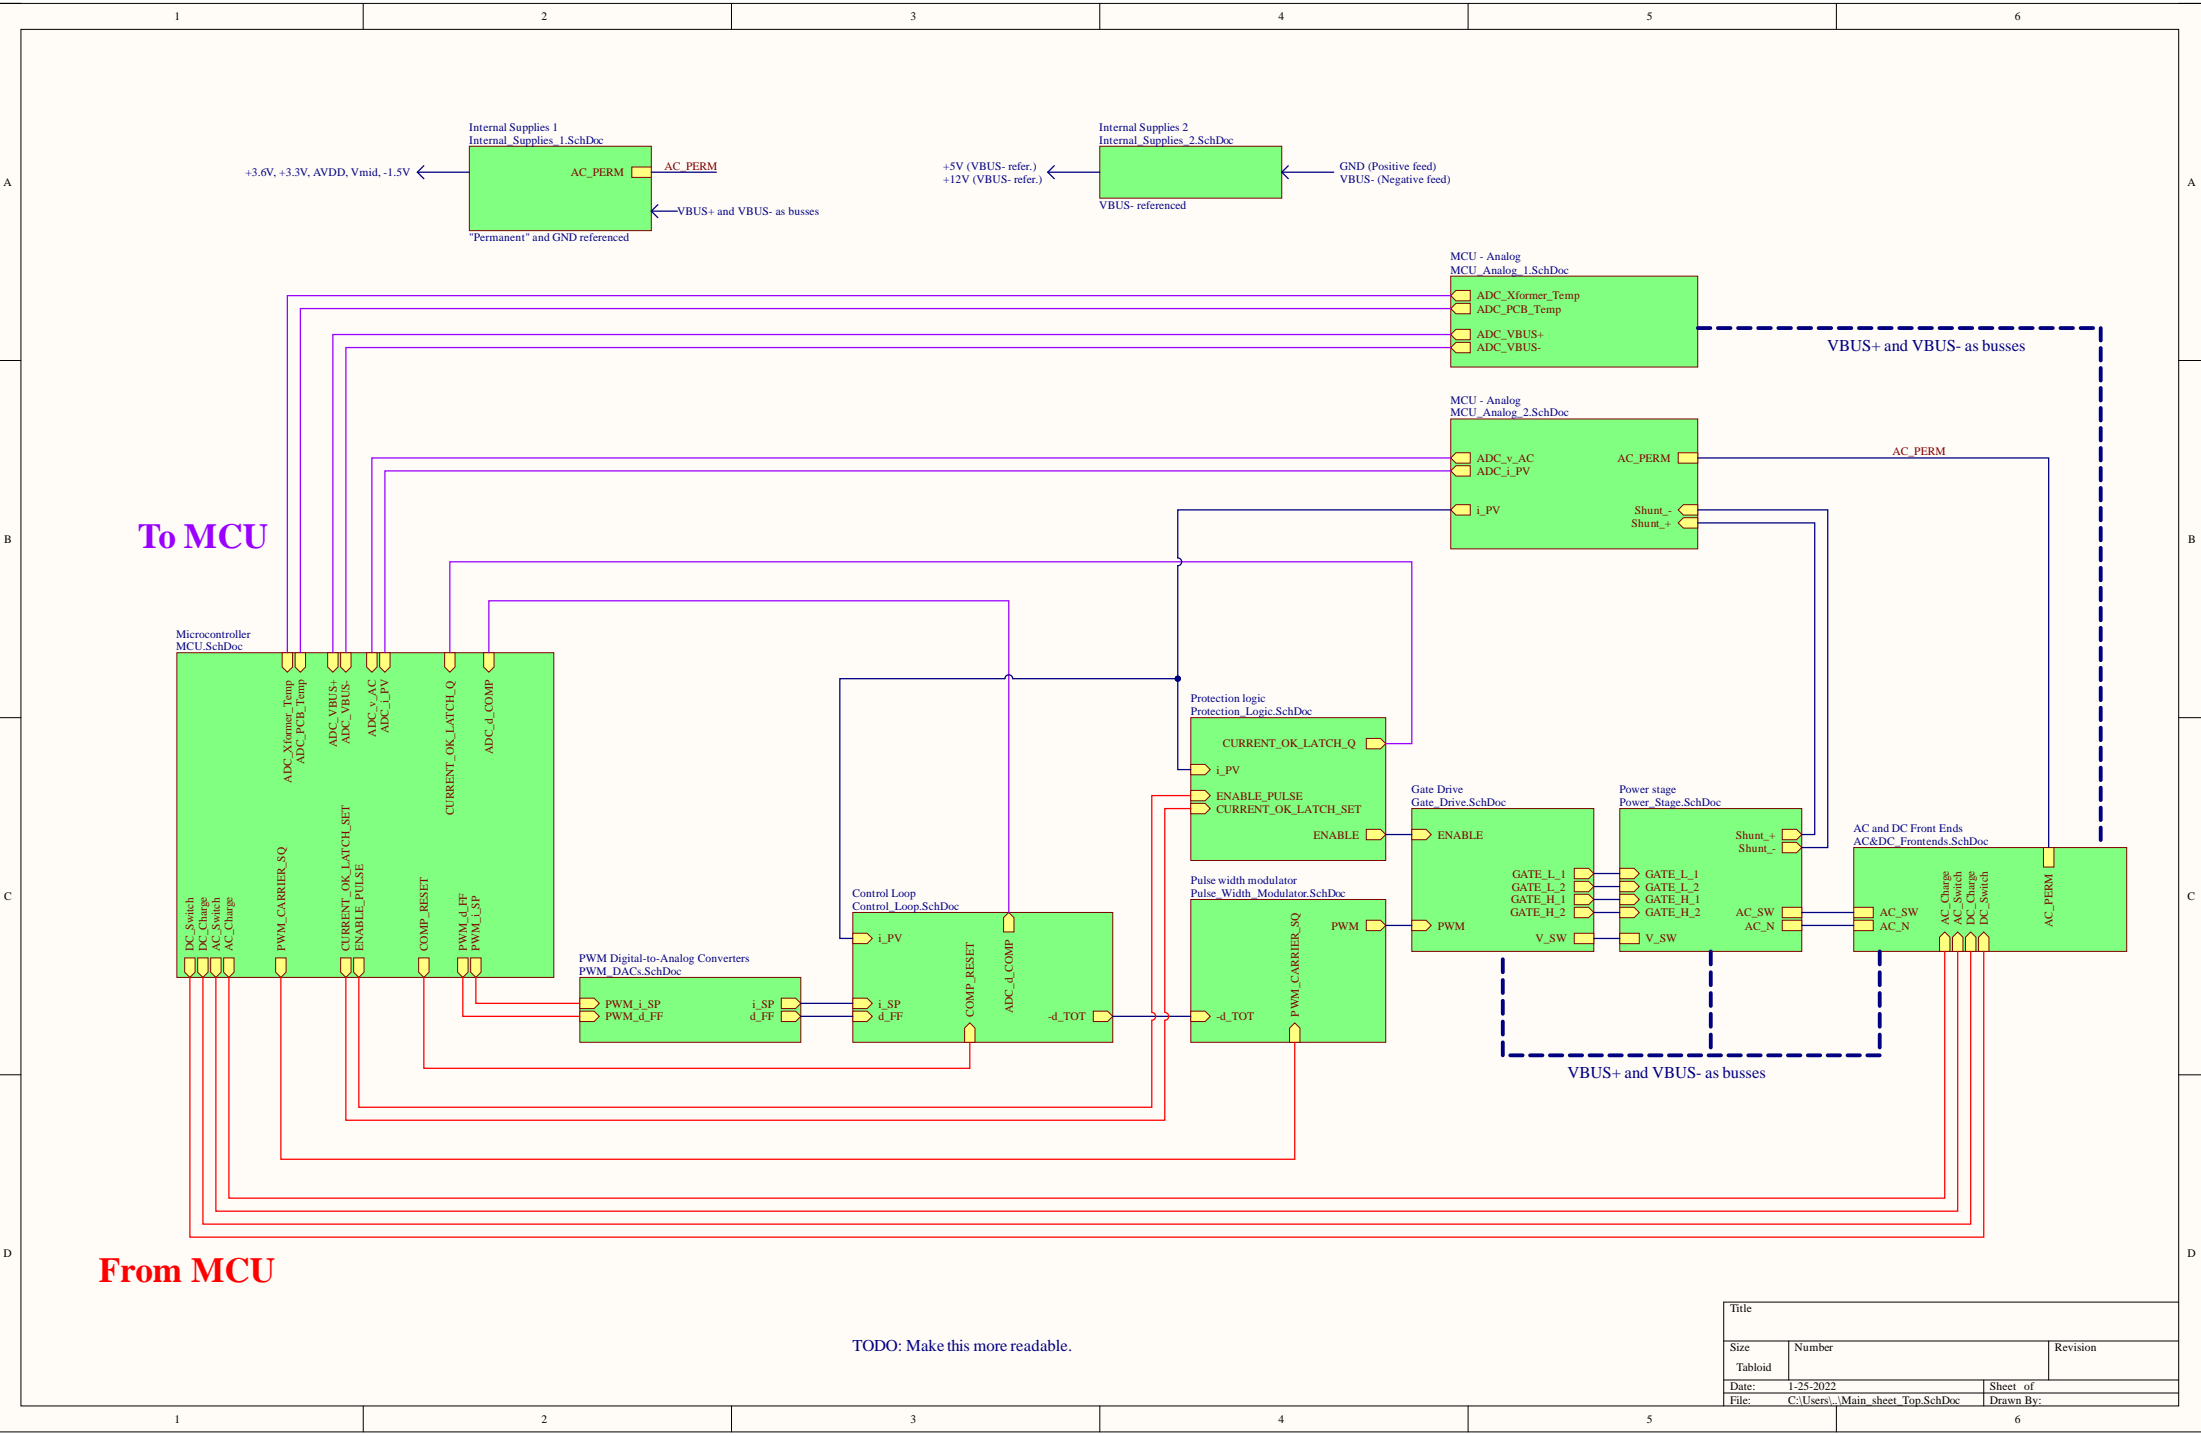 1 2 3 4 5 6
A A
B B
C C
D D
Internal Supplies 1
Internal_Supplies_1.SchDoc
+3.6V, +3.3V, AVDD, Vmid, -1.5V
AC_PERM
AC_PERM
VBUS+ and VBUS- as busses
"Permanent" and GND referenced
Internal Supplies 2
Internal_Supplies_2.SchDoc
+5V (VBUS- refer.)
+12V (VBUS- refer.)
GND (Positive feed)
VBUS- (Negative feed)
VBUS- referenced
MCU - Analog
MCU_Analog_1.SchDoc
ADC_Xformer_Temp
ADC_PCB_Temp
ADC_VBUS+
ADC_VBUS-
VBUS+ and VBUS- as busses
MCU - Analog
MCU_Analog_2.SchDoc
ADC_v_AC
ADC_i_PV
i_PV
AC_PERM
Shunt_-
Shunt_+
AC_PERM
To MCU
Microcontroller
MCU.SchDoc
ADC_Xformer_Temp
ADC_PCB_Temp
ADC_VBUS+
ADC_VBUS-
ADC_v_AC
ADC_i_PV
CURRENT_OK_LATCH_Q
ADC_d_COMP
DC_Switch
DC_Charge
AC_Switch
AC_Charge
PWM_CARRIER_SQ
CURRENT_OK_LATCH_SET
ENABLE_PULSE
COMP_RESET
PWM_d_FF
PWM_i_SP
PWM Digital-to-Analog Converters
PWM_DACs.SchDoc
PWM_i_SP
PWM_d_FF
i_SP
d_FF
Control Loop
Control_Loop.SchDoc
i_PV
i_SP
d_FF
COMP_RESET
ADC_d_COMP
-d_TOT
Protection logic
Protection_Logic.SchDoc
CURRENT_OK_LATCH_Q
i_PV
ENABLE_PULSE
CURRENT_OK_LATCH_SET
ENABLE
Pulse width modulator
Pulse_Width_Modulator.SchDoc
PWM
-d_TOT
PWM_CARRIER_SQ
Gate Drive
Gate_Drive.SchDoc
ENABLE
GATE_L_1
GATE_L_2
GATE_H_1
GATE_H_2
PWM
V_SW
Power stage
Power_Stage.SchDoc
Shunt_+
Shunt_-
GATE_L_1
GATE_L_2
GATE_H_1
GATE_H_2
AC_SW
AC_N
V_SW
AC and DC Front Ends
AC&DC_Frontends.SchDoc
AC_SW
AC_N
AC_Charge
AC_Switch
DC_Charge
DC_Switch
AC_PERM
VBUS+ and VBUS- as busses
From MCU
TODO: Make this more readable.
Title
Size Number Revision
Tabloid
Date: 1-25-2022 Sheet of
File: C:\Users\..\Main_sheet_Top.SchDoc Drawn By:
1 2 3 4 5 6